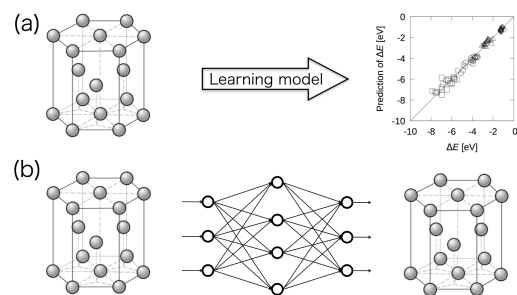 (a)
Learning model
Prediction of ΔE [eV]
0
-2
-4
-6
-8
-10
-10 -8 -6 -4 -2 0
ΔE [eV]
(b)